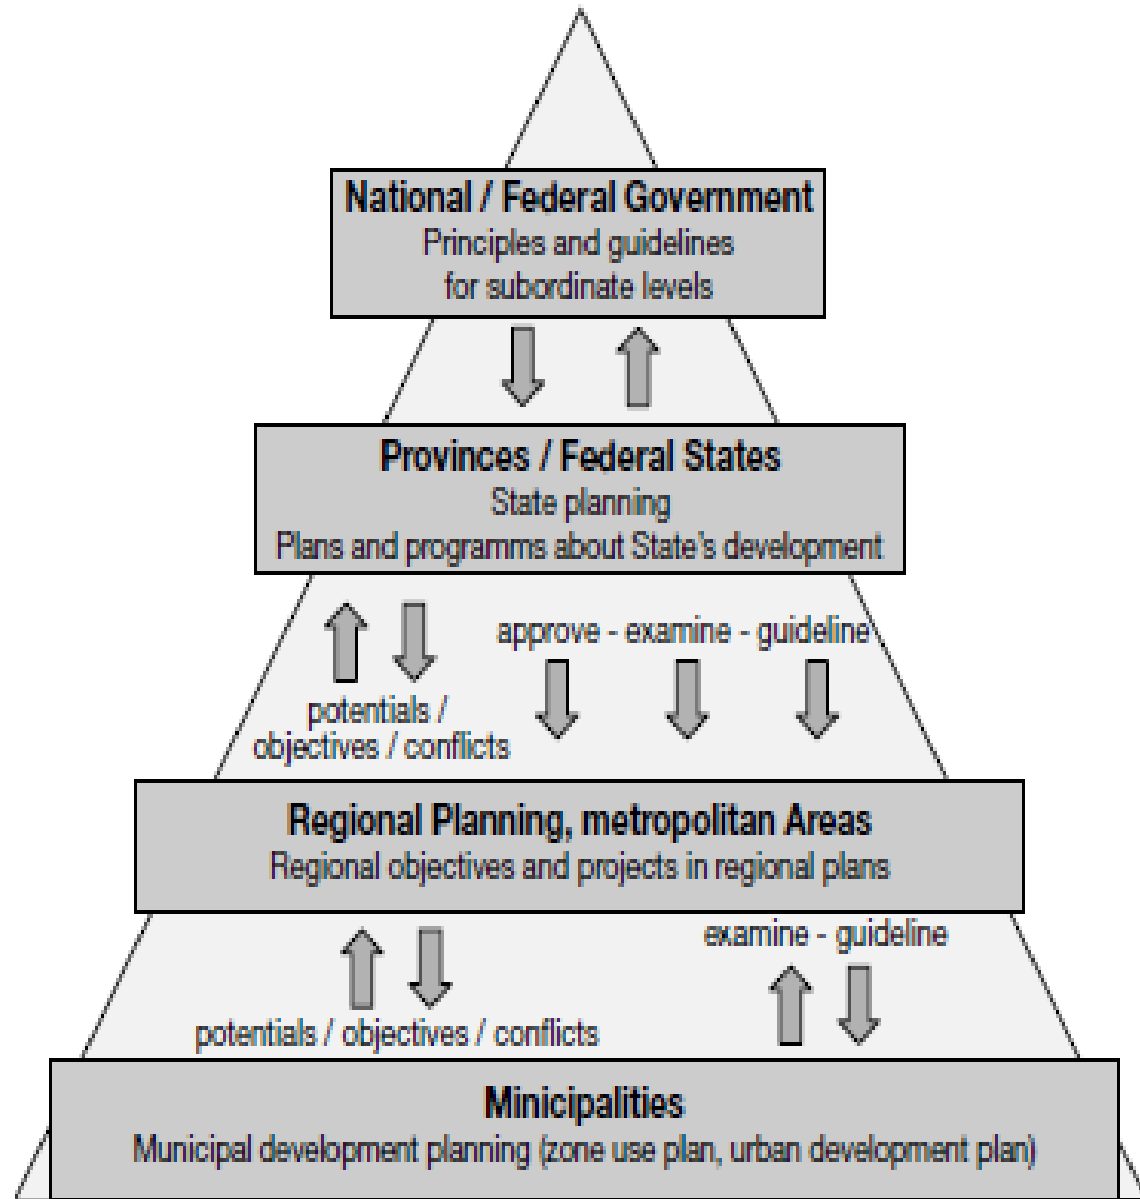 National / Federal Government
Principles and guidelines
for subordinate levels
Provinces / Federal States
State planning
Plans and programms about State's development
approve - examine - guideline
potentials /
objectives / conflicts
Regional Planning, metropolitan Areas
Regional objectives and projects in regional plans
examine - guideline
potentials / objectives / conflicts
Minicipalities
Municipal development planning (zone use plan, urban development plan)